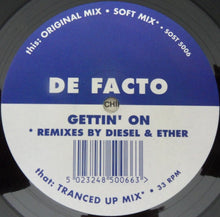 this: ORIGINAL MIX • SOFT MIX* • SOST 5006
DE FACTO
CHI
GETTIN' ON
* REMIXES BY DIESEL & ETHER
5 023248 500663 >
that: TRANCED UP MIX* • 33 RPM